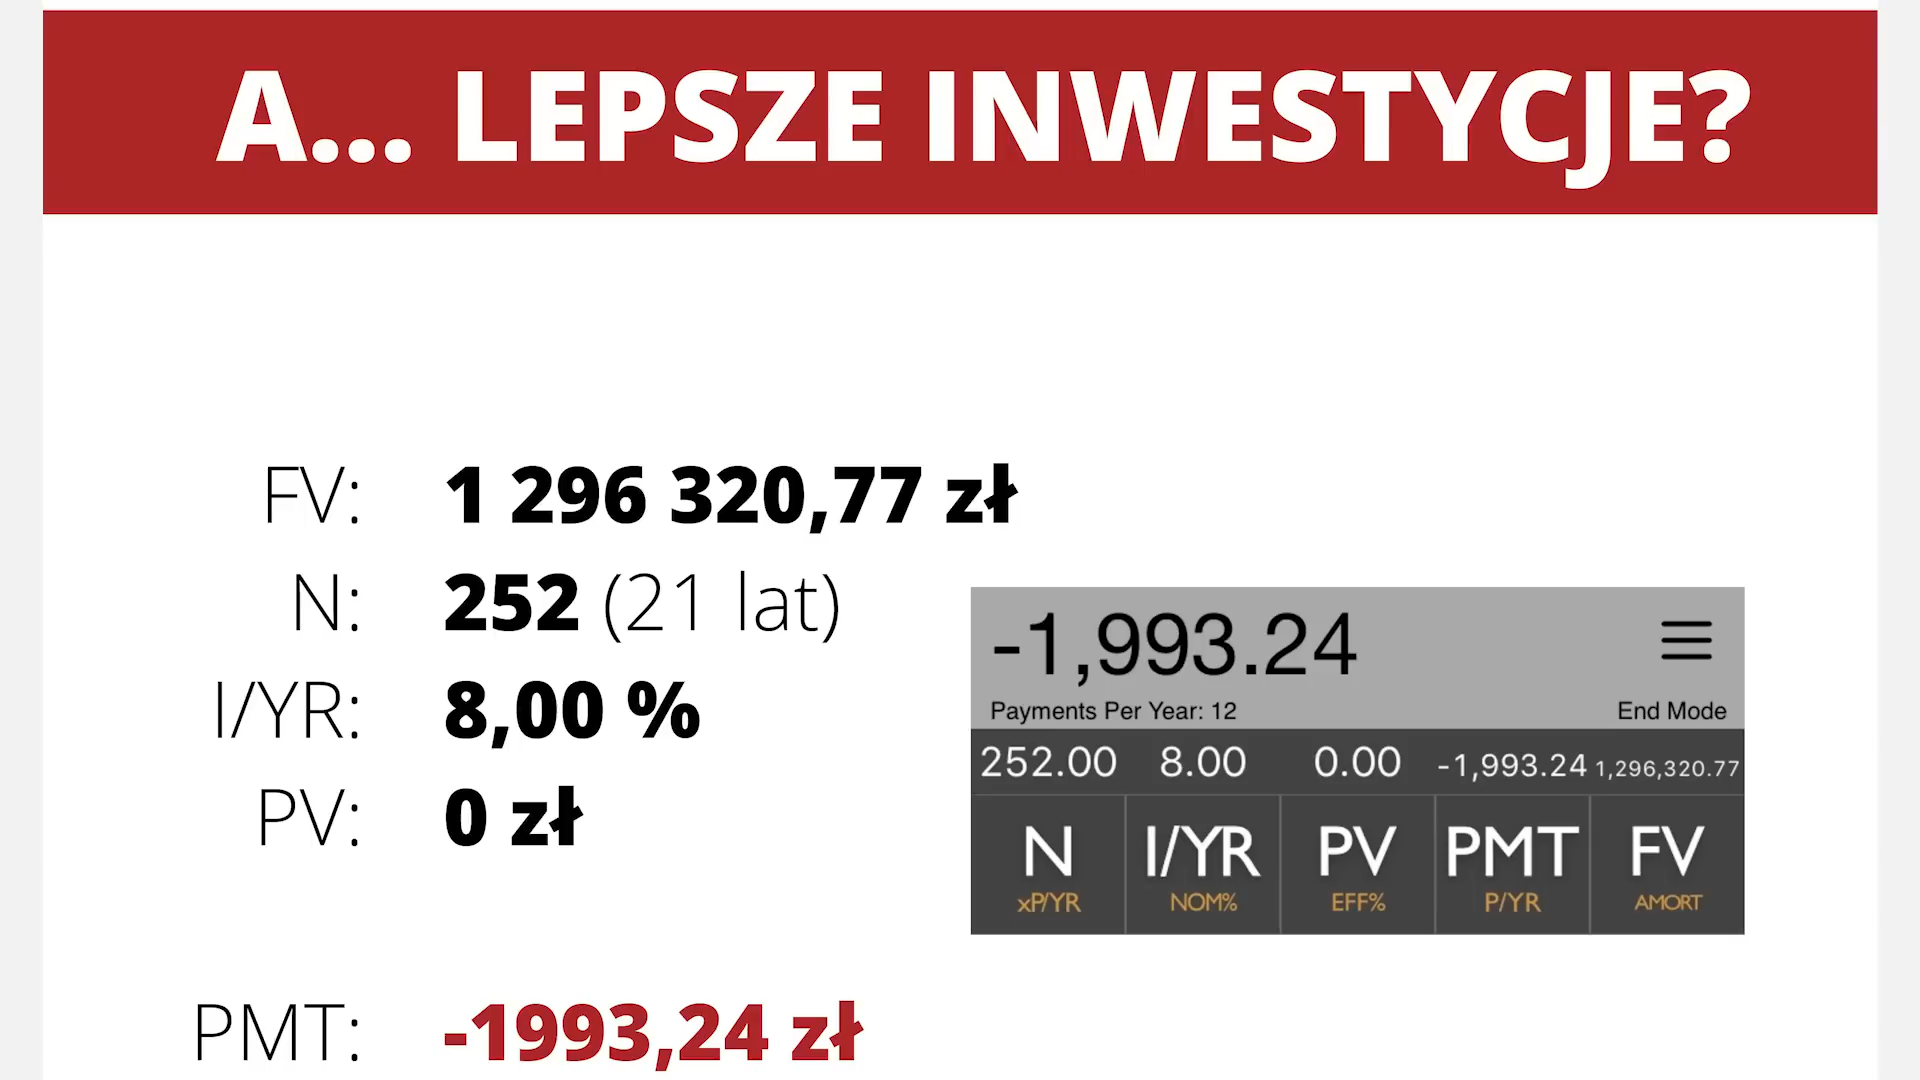 A... LEPSZE INWESTYCJE?
FV: 1 296 320,77 zł
N: 252 (21 lat)
I/YR: 8,00 %
PV: 0 zł
PMT: -1993,24 zł
-1,993.24
Payments Per Year: 12 End Mode
252.00 8.00 0.00 -1,993.24 1,296,320.77
N I/YR PV PMT FV
xP/YR NOM% EFF% P/YR AMORT